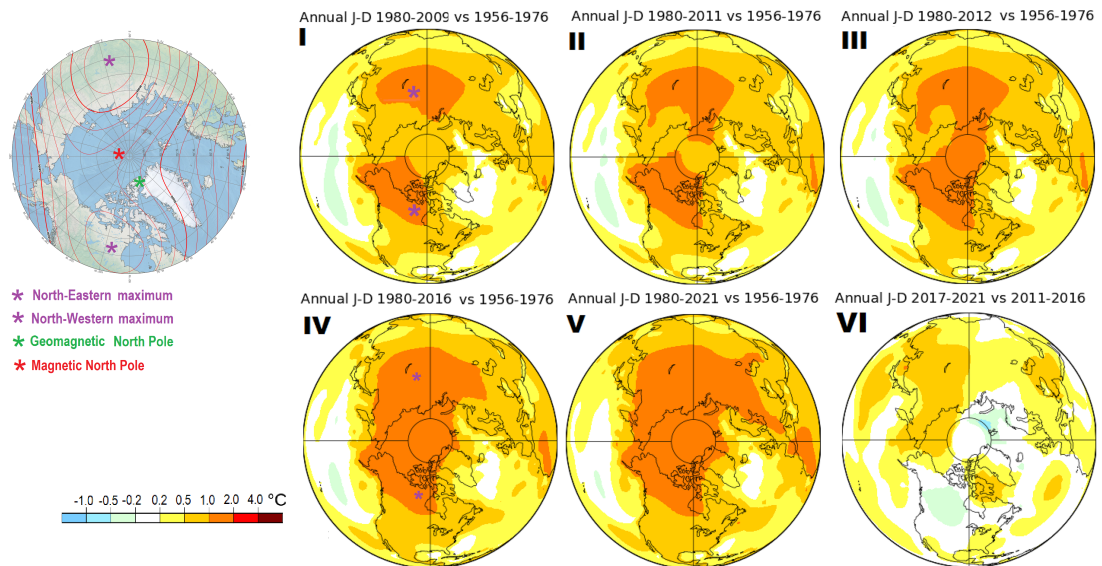 Annual J-D 1980-2009 vs 1956-1976
I
Annual J-D 1980-2011 vs 1956-1976
II
Annual J-D 1980-2012 vs 1956-1976
III
North-Eastern maximum
North-Western maximum
Geomagnetic North Pole
Magnetic North Pole
Annual J-D 1980-2016 vs 1956-1976
IV
Annual J-D 1980-2021 vs 1956-1976
V
Annual J-D 2017-2021 vs 2011-2016
VI
-1.0 -0.5 -0.2 0.2 0.5 1.0 2.0 4.0 °C